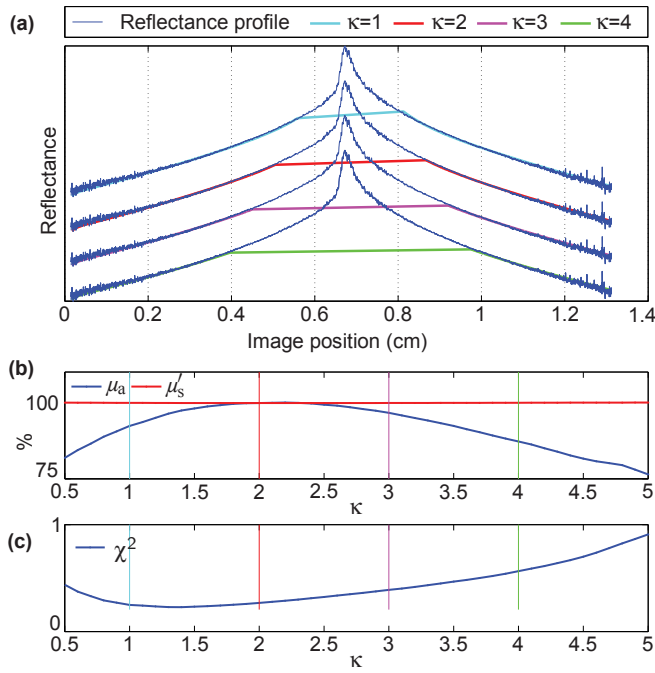 (a)
Reflectance profile κ=1 κ=2 κ=3 κ=4
Reflectance
0 0.2 0.4 0.6 0.8 1 1.2 1.4
Image position (cm)
(b)
μa μ′s
100
%
75
0.5 1 1.5 2 2.5 3 3.5 4 4.5 5
κ
(c)
1
χ²
0
0.5 1 1.5 2 2.5 3 3.5 4 4.5 5
κ